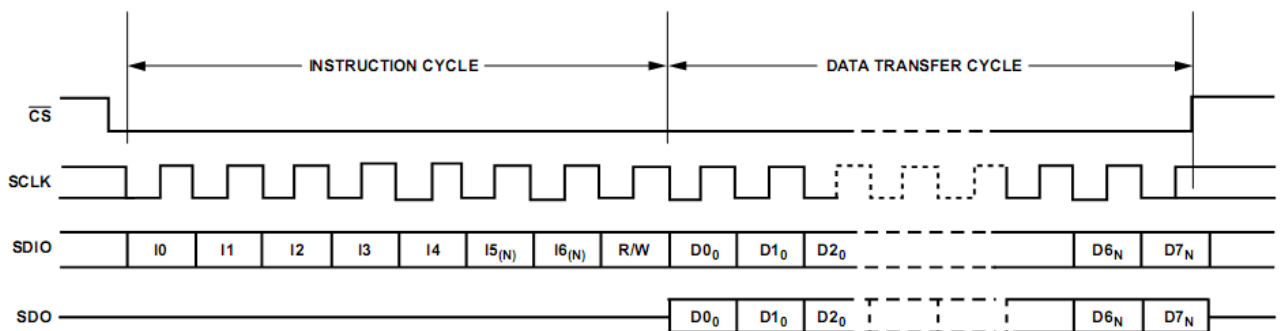 INSTRUCTION CYCLE DATA TRANSFER CYCLE
CS
SCLK
SDIO I0 I1 I2 I3 I4 I5(N) I6(N) R/W D00 D10 D20 D6N D7N
SDO D00 D10 D20 D6N D7N